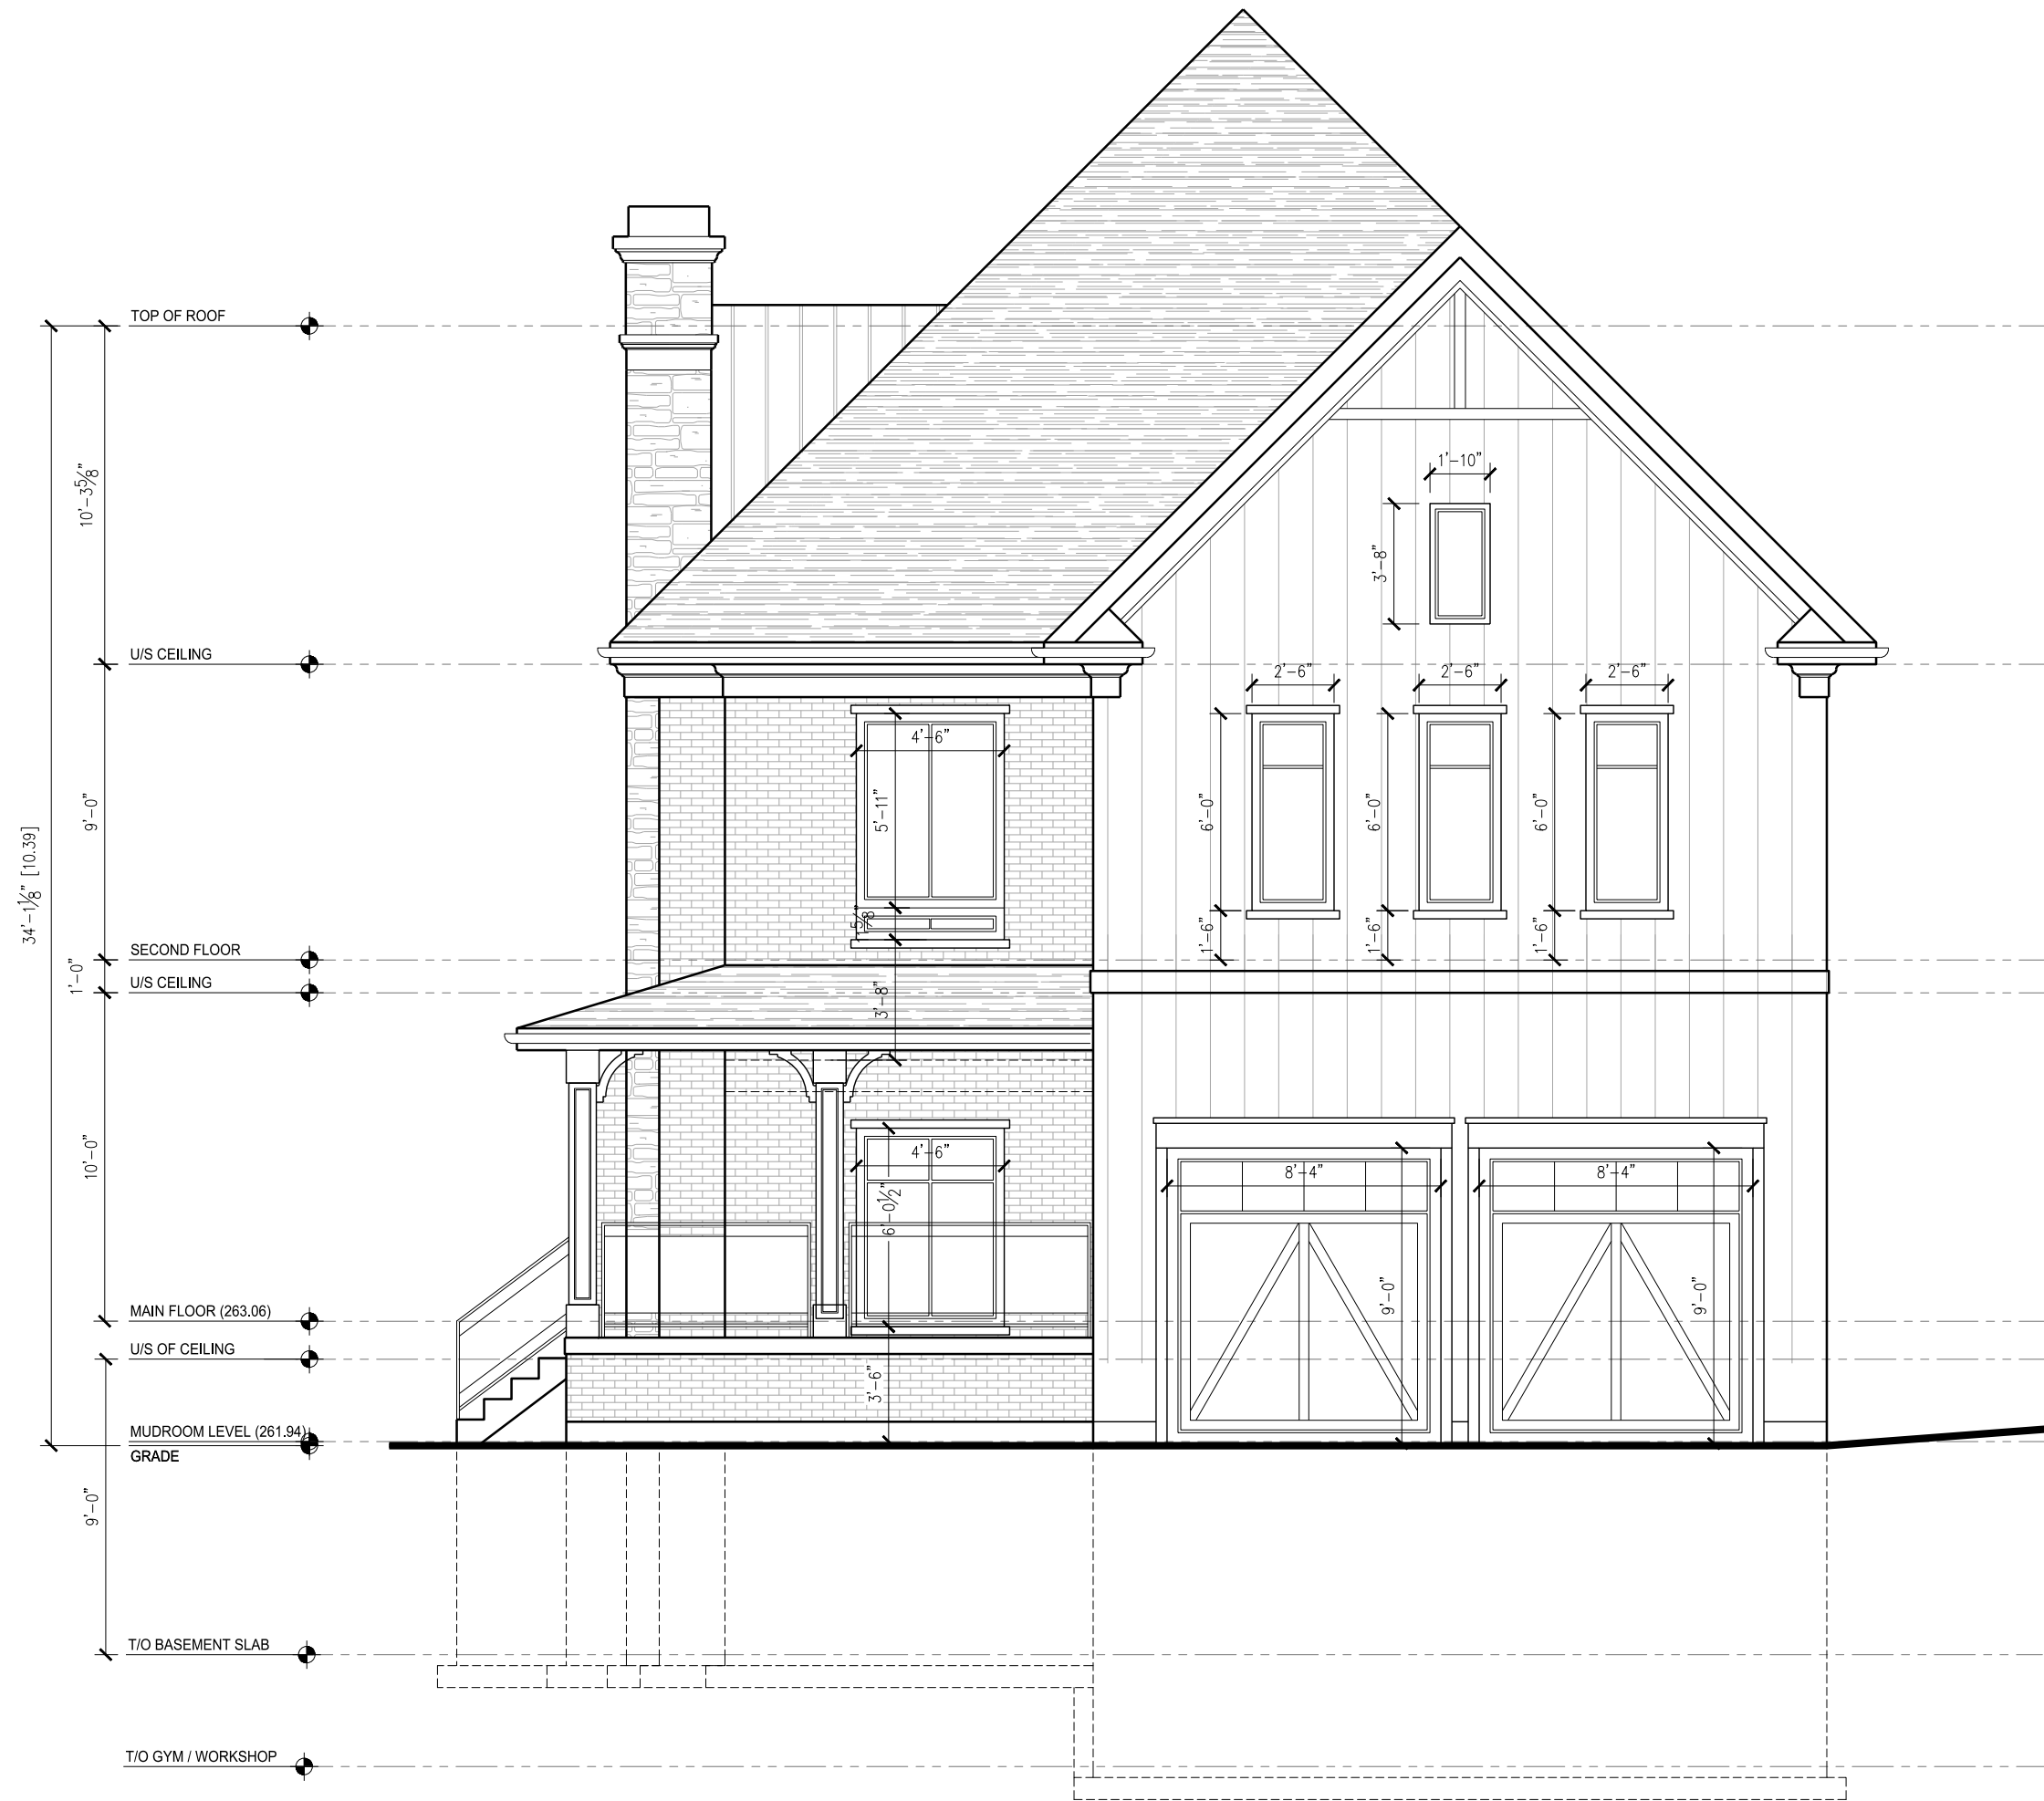 TOP OF ROOF
10'-35/8"
1'-10"
3'-8"
U/S CEILING
2'-6" 2'-6" 2'-6"
4'-6"
9'-0"
5'-11"
6'-0" 6'-0" 6'-0"
34'-11/8" [10.39]
1'-6" 1'-6" 1'-6"
SECOND FLOOR
1'-0"
U/S CEILING
3'-8"
10'-0"
4'-6"
8'-4" 8'-4"
6'-01/2"
9'-0" 9'-0"
MAIN FLOOR (263.06)
U/S OF CEILING
3'-6"
MUDROOM LEVEL (261.94)
GRADE
9'-0"
T/O BASEMENT SLAB
T/O GYM / WORKSHOP